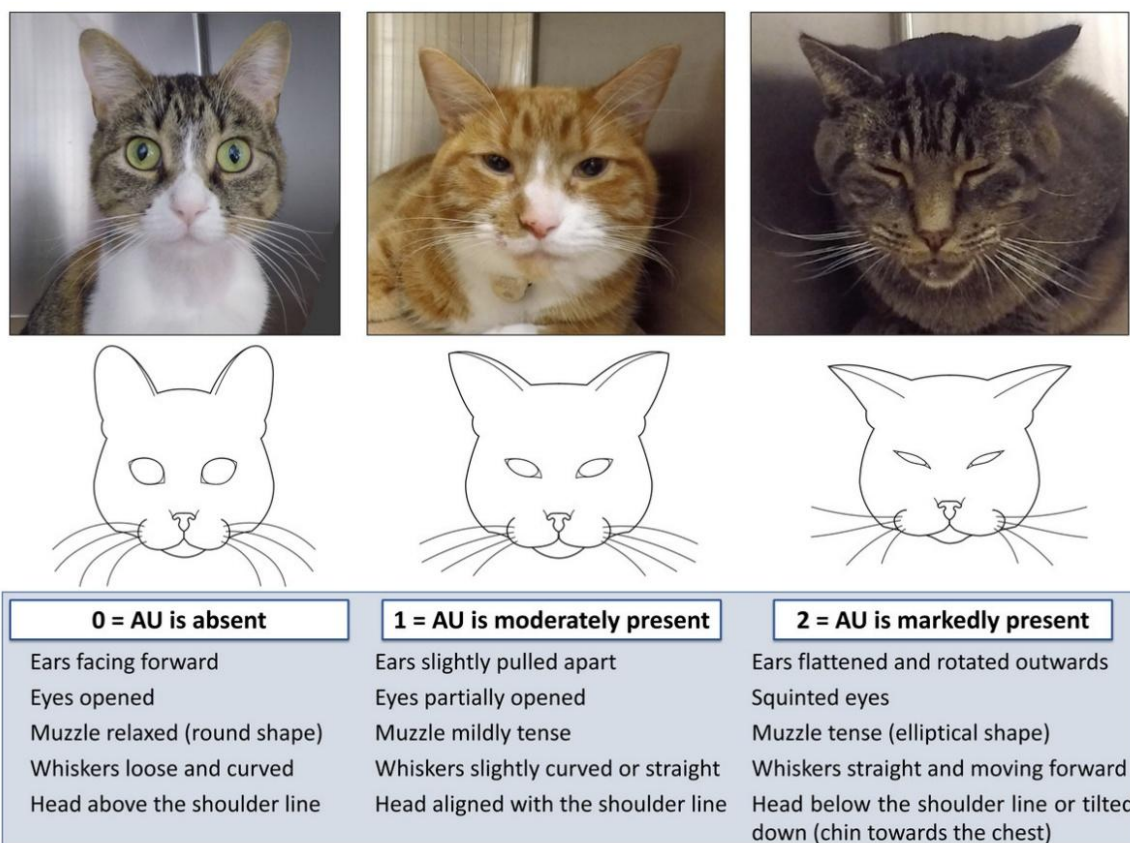 0 = AU is absent
Ears facing forward
Eyes opened
Muzzle relaxed (round shape)
Whiskers loose and curved
Head above the shoulder line
1 = AU is moderately present
Ears slightly pulled apart
Eyes partially opened
Muzzle mildly tense
Whiskers slightly curved or straight
Head aligned with the shoulder line
2 = AU is markedly present
Ears flattened and rotated outwards
Squinted eyes
Muzzle tense (elliptical shape)
Whiskers straight and moving forward
Head below the shoulder line or tilted
down (chin towards the chest)